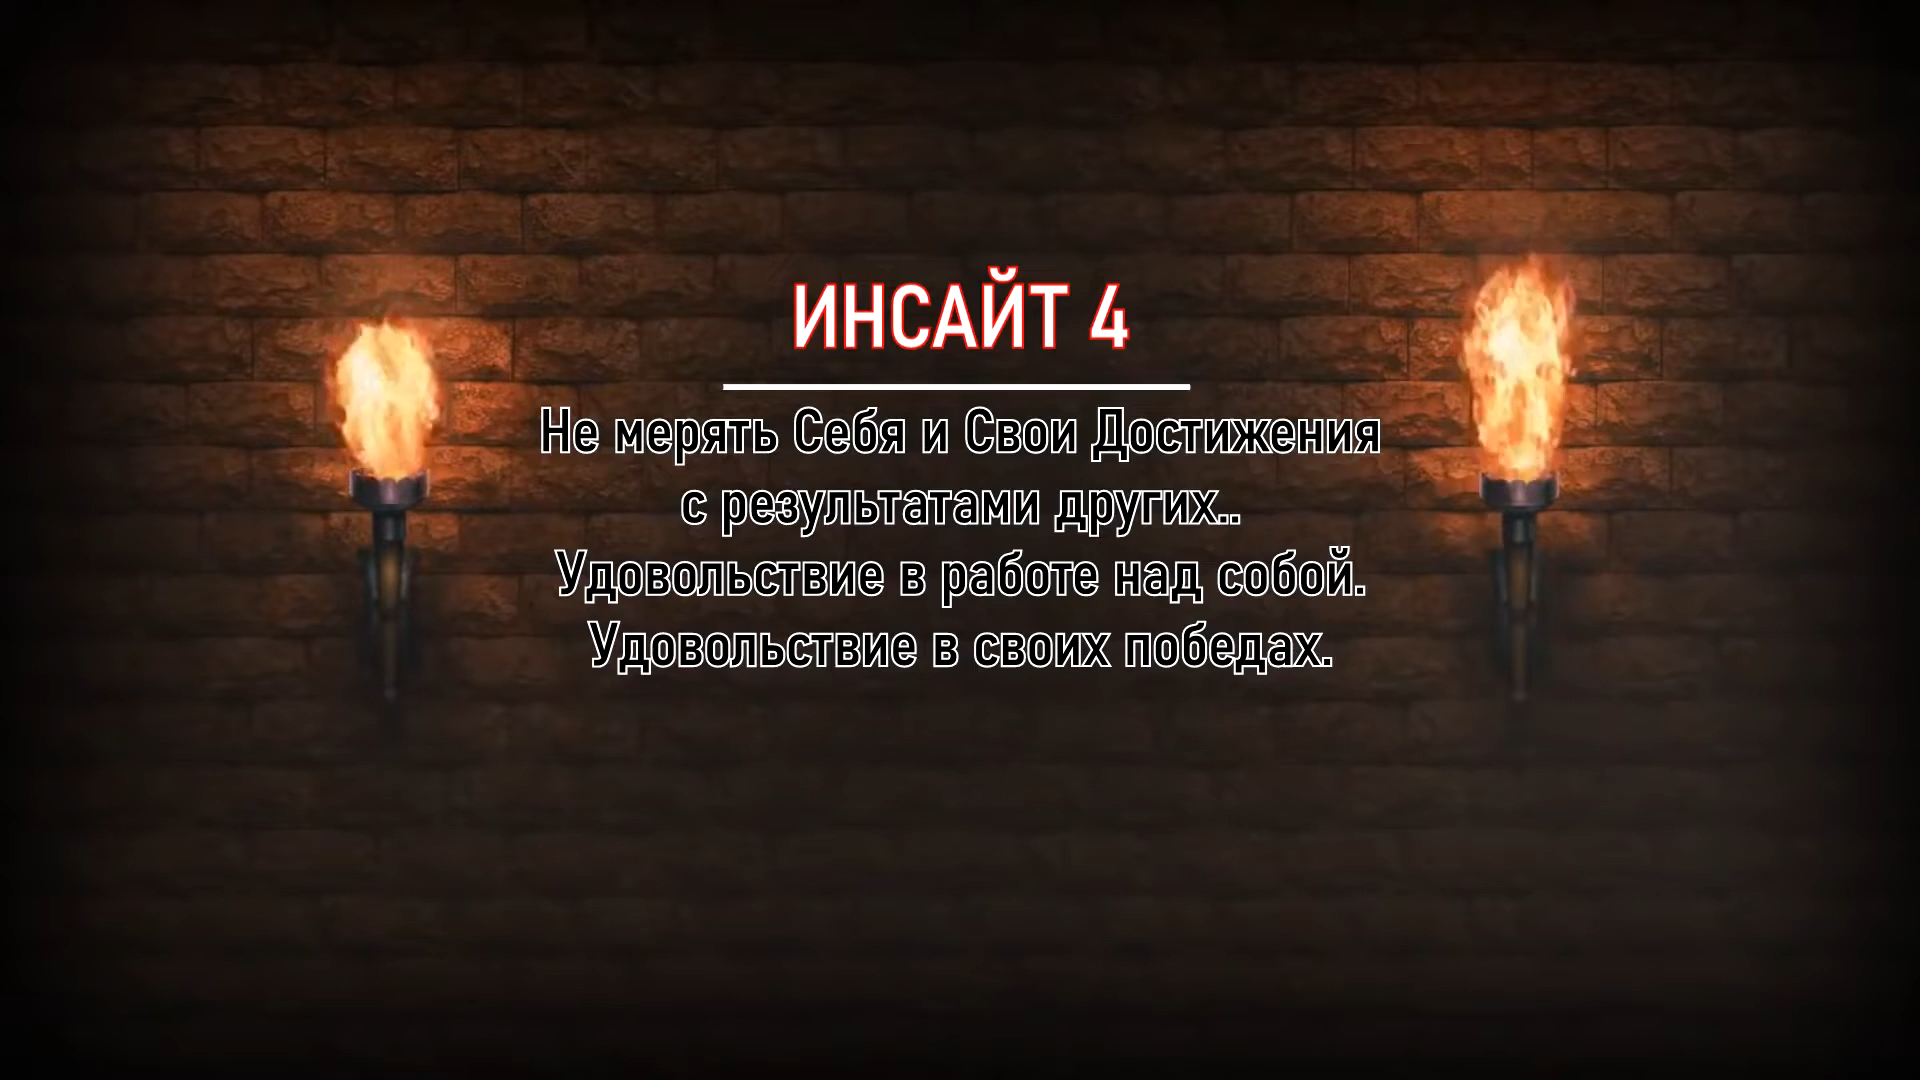 ИНСАЙТ 4
Не мерять Себя и Свои Достижения
с результатами других..
Удовольствие в работе над собой.
Удовольствие в своих победах.